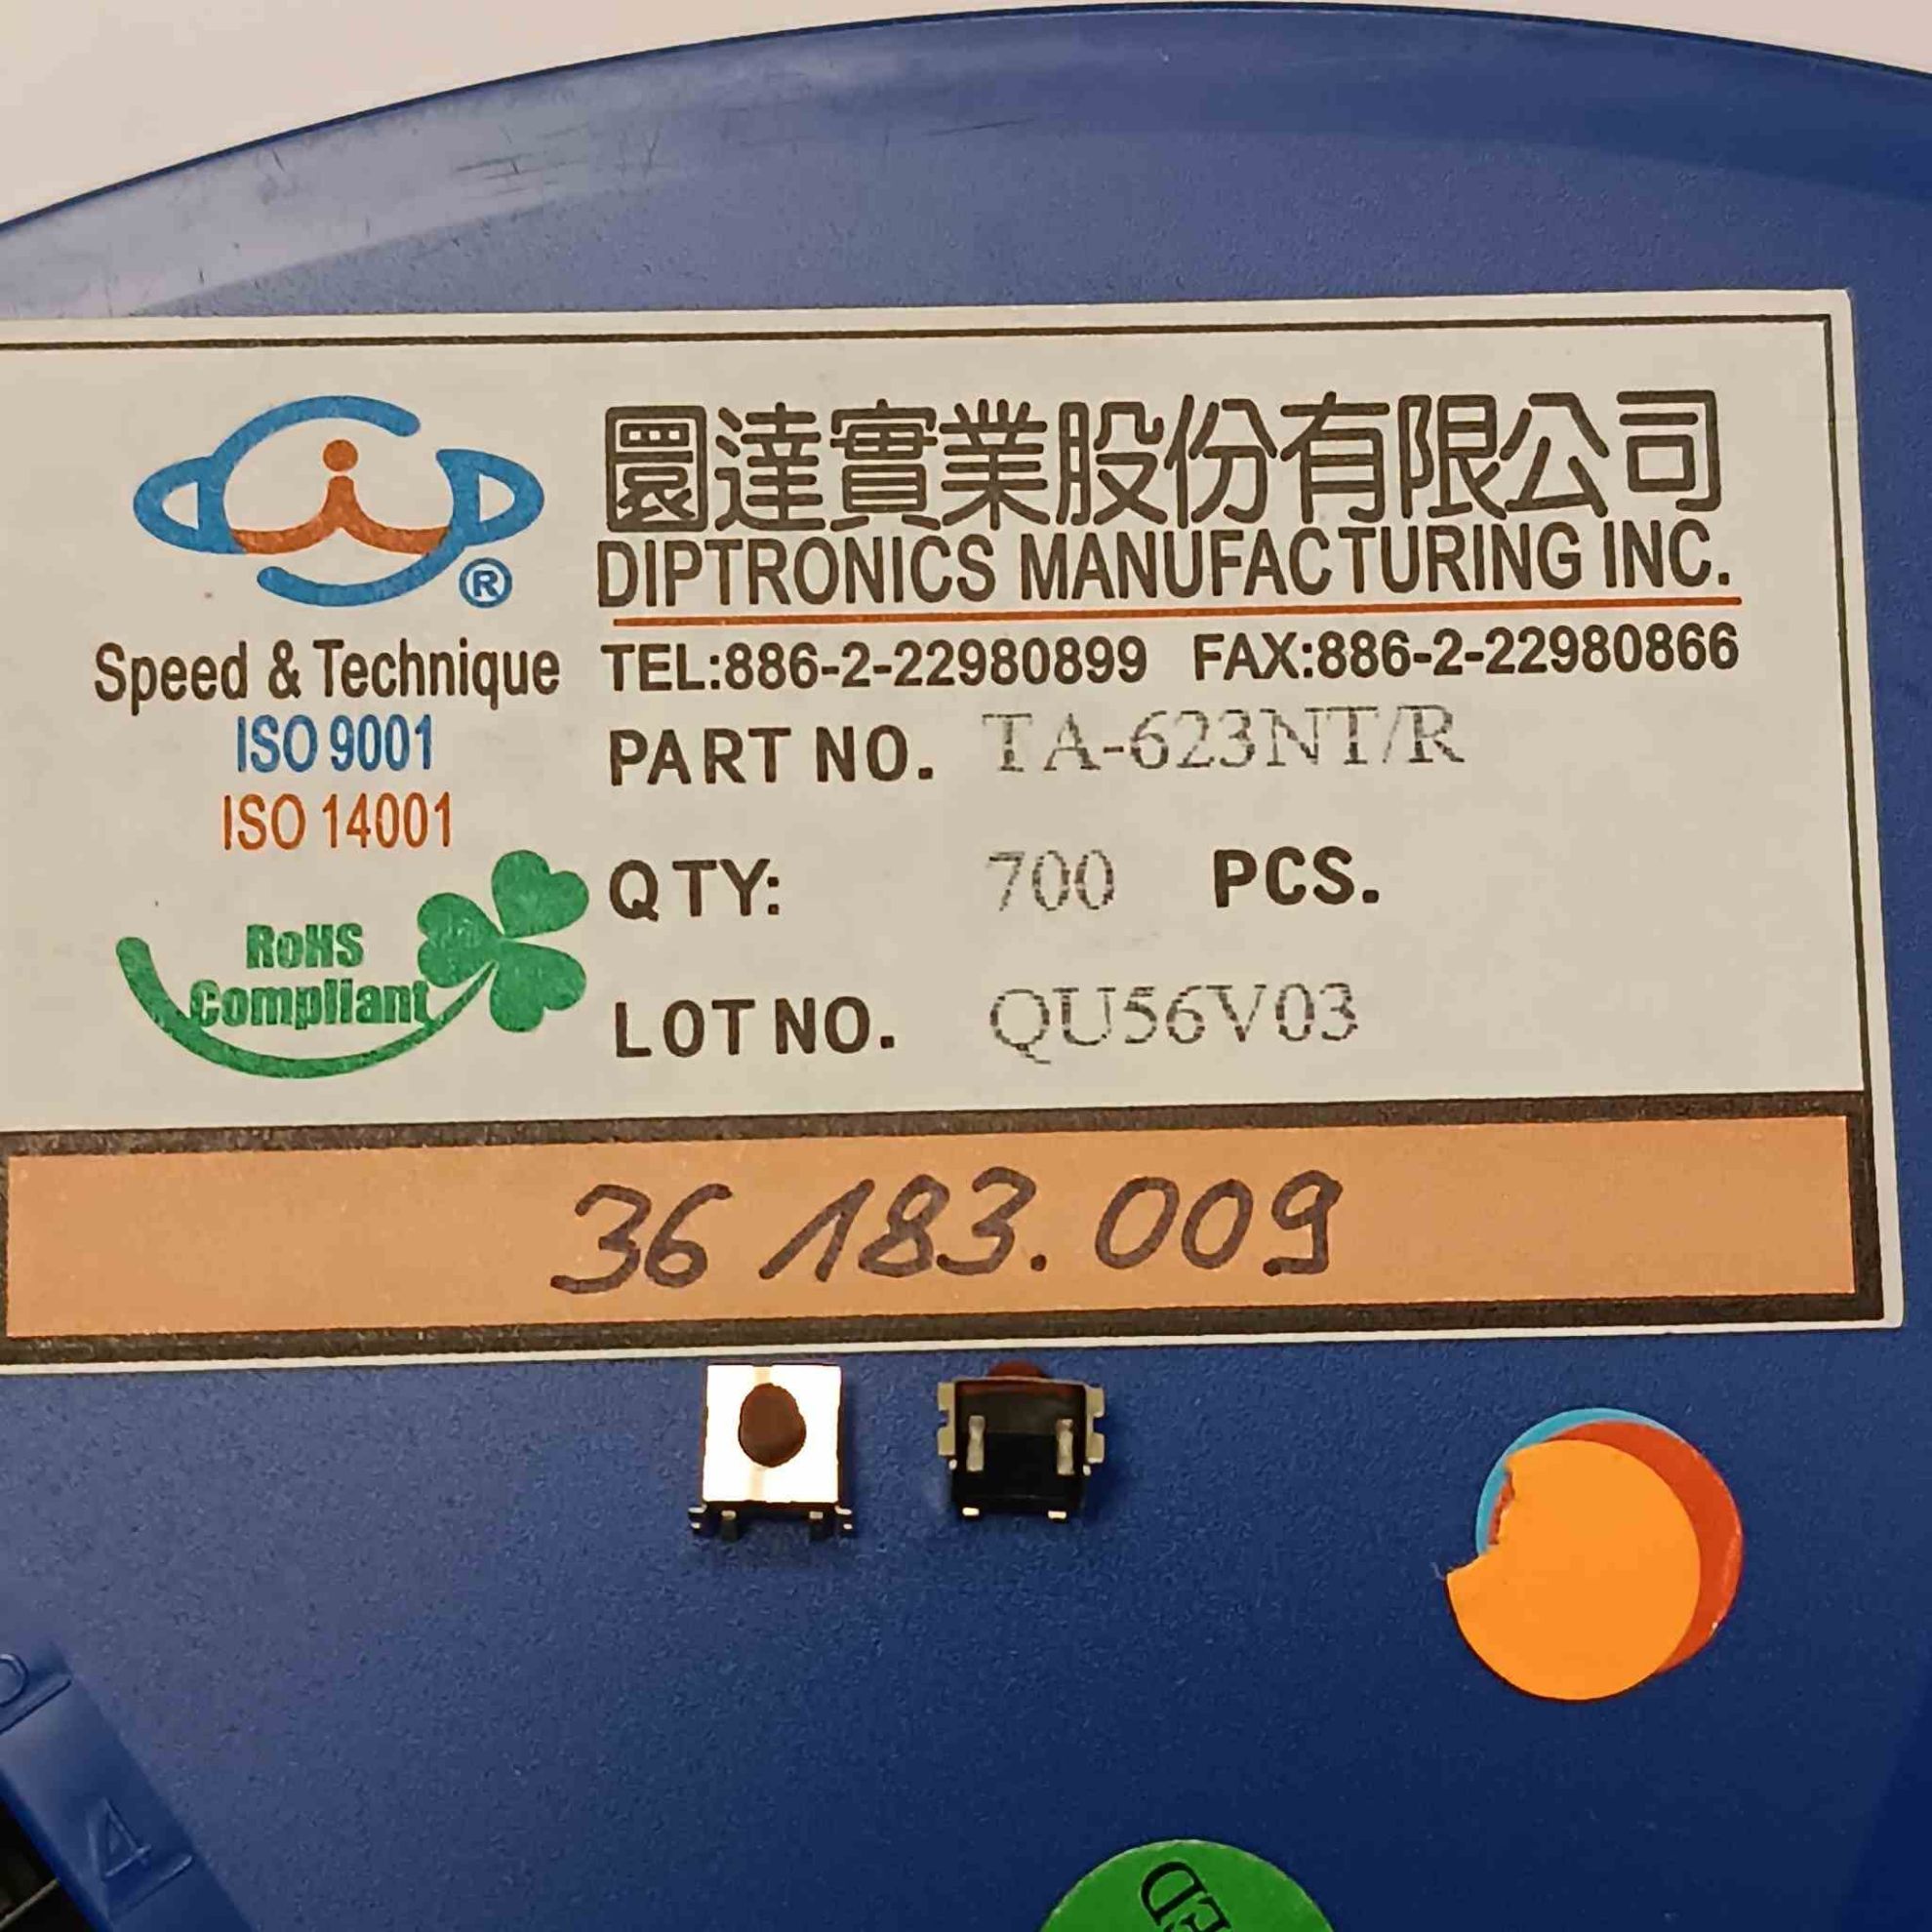 圜達實業股份有限公司
DIPTRONICS MANUFACTURING INC.
®
Speed & Technique
TEL:886-2-22980899 FAX:886-2-22980866
ISO 9001
ISO 14001
PART NO. TA-623NT/R
QTY: 700 PCS.
RoHS
Compliant
LOT NO. QU56V03
36 183.009
4